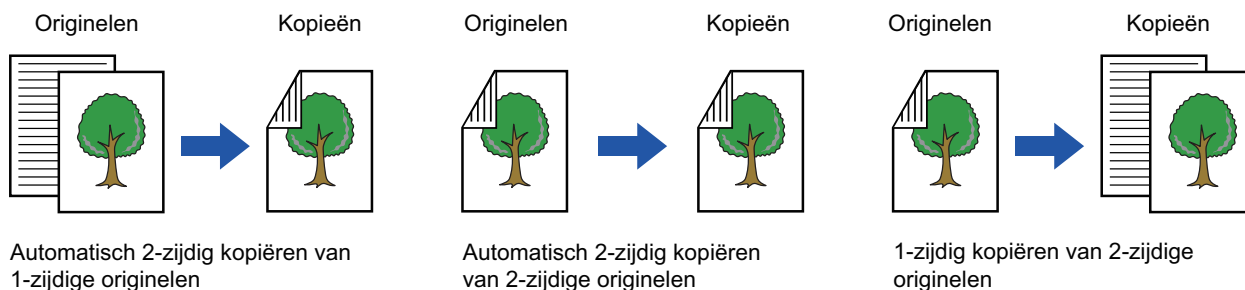 Originelen
Kopieën
Originelen
Kopieën
Originelen
Kopieën
Automatisch 2-zijdig kopiëren van
1-zijdige originelen
Automatisch 2-zijdig kopiëren
van 2-zijdige originelen
1-zijdig kopiëren van 2-zijdige
originelen